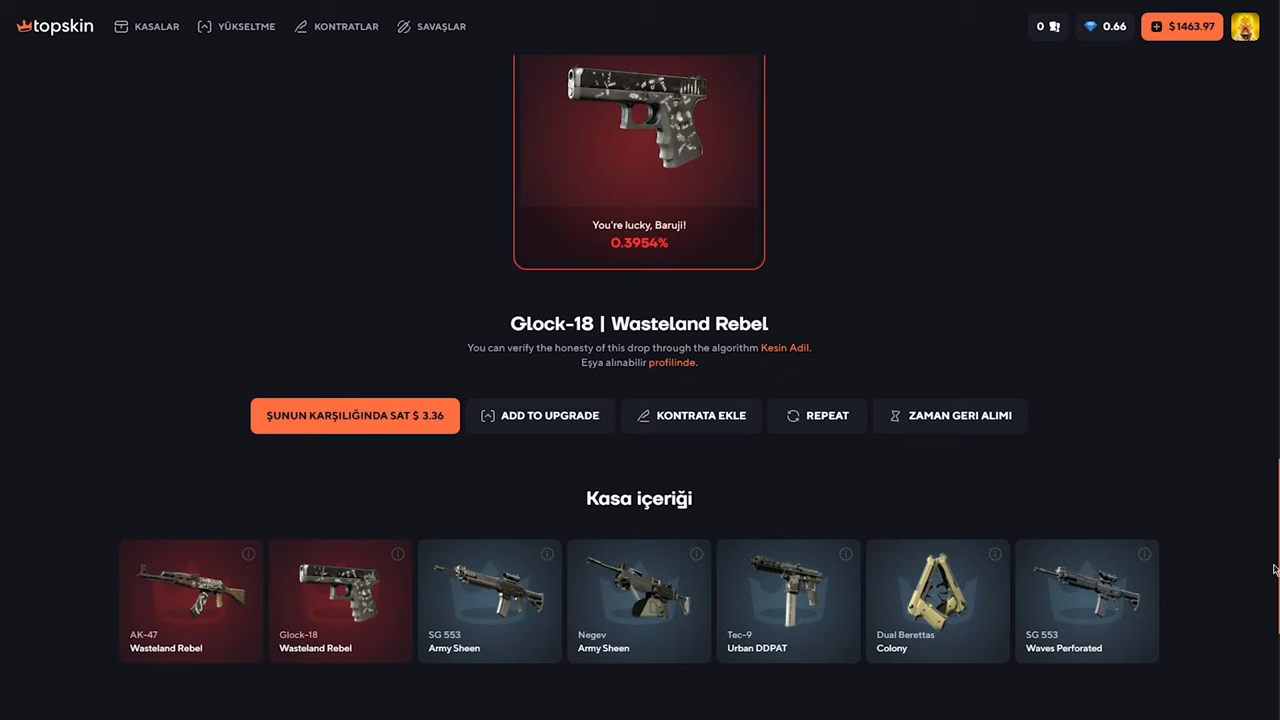 topskin
KASALAR
YÜKSELTME
KONTRATLAR
SAVAŞLAR
0
0.66
$ 1463.97
You're lucky, Baruji!
0.3954%
Glock-18 | Wasteland Rebel
You can verify the honesty of this drop through the algorithm Kesin Adil.
Eşya alınabilir profilinde.
ŞUNUN KARŞILIĞINDA SAT $ 3.36
ADD TO UPGRADE
KONTRATA EKLE
REPEAT
ZAMAN GERI ALIMI
Kasa içeriği
AK-47
Wasteland Rebel
Glock-18
Wasteland Rebel
SG 553
Army Sheen
Negev
Army Sheen
Tec-9
Urban DDPAT
Dual Berettas
Colony
SG 553
Waves Perforated